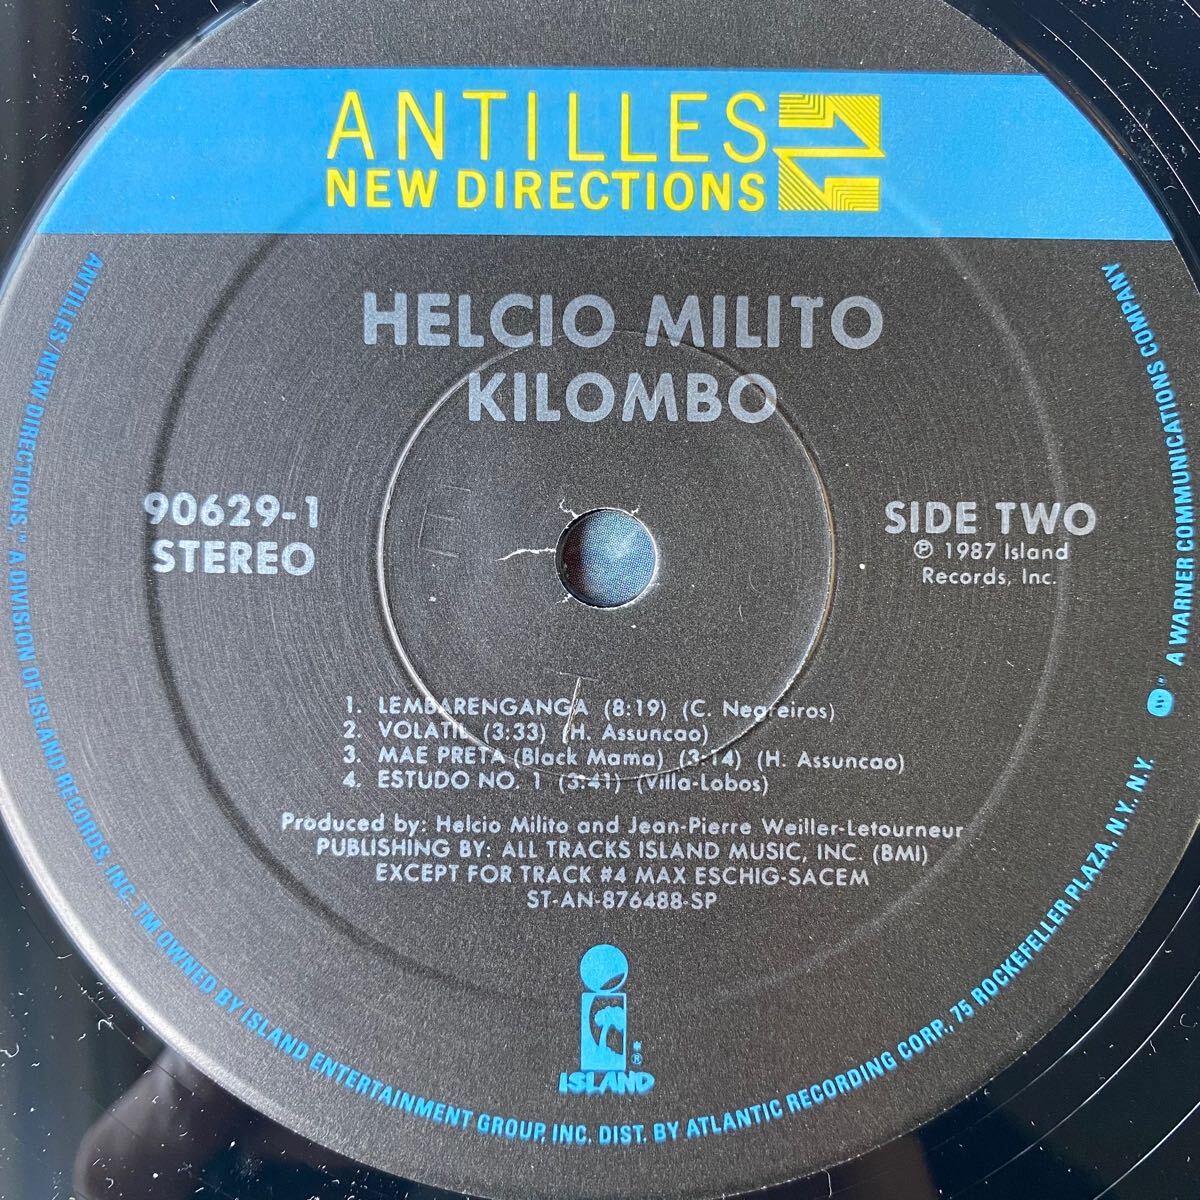 ANTILLES
NEW DIRECTIONS
HELCIO MILITO
KILOMBO
90629-1
STEREO
SIDE TWO
℗ 1987 Island
Records, Inc.
1. LEMBARENGANGA (8:19) (C. Negreiros)
2. VOLATIL (3:33) (H. Assuncao)
3. MAE PRETA (Black Mama) (3:14) (H. Assuncao)
4. ESTUDO NO. 1 (3:41) (Villa-Lobos)
Produced by: Helcio Milito and Jean-Pierre Weiller-Letourneur
PUBLISHING BY: ALL TRACKS ISLAND MUSIC, INC. (BMI)
EXCEPT FOR TRACK #4 MAX ESCHIG-SACEM
ST-AN-876488-SP
ISLAND
®
ANTILLES/NEW DIRECTIONS,™ A DIVISION OF ISLAND RECORDS, INC. TM OWNED BY ISLAND ENTERTAINMENT GROUP, INC. DIST. BY ATLANTIC RECORDING CORP., 75 ROCKEFELLER PLAZA, N.Y., N.Y. A WARNER COMMUNICATIONS COMPANY